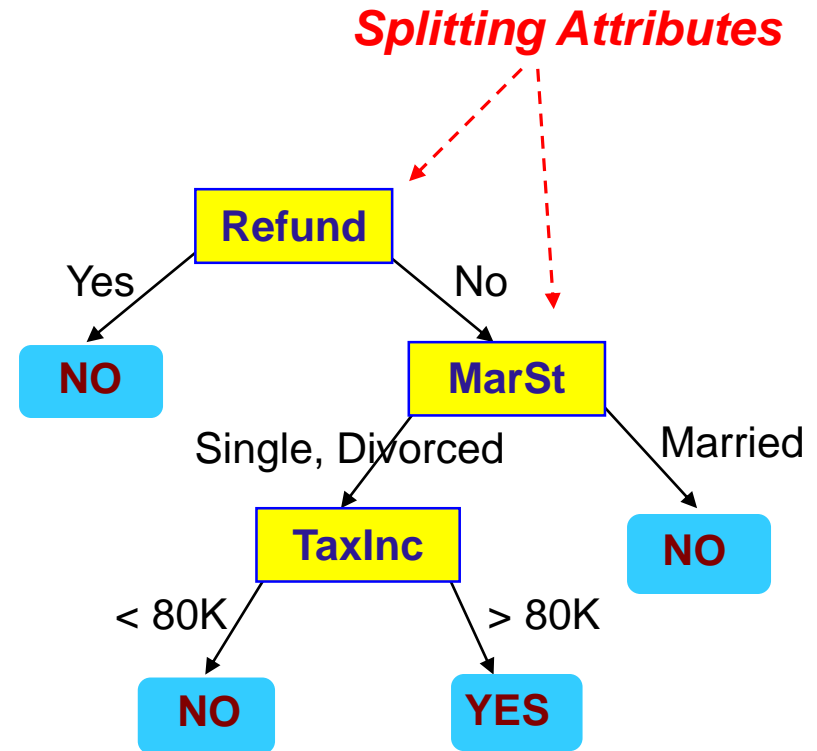 Splitting Attributes
Refund
Yes
No
NO
MarSt
Single, Divorced
Married
TaxInc
NO
< 80K
> 80K
NO
YES